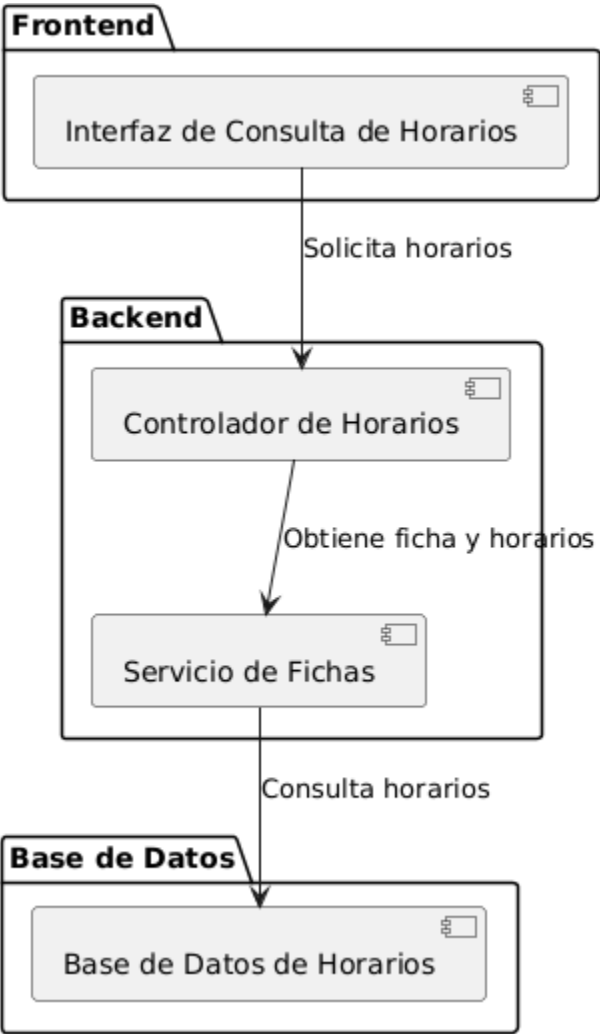 Frontend
Interfaz de Consulta de Horarios
Solicita horarios
Backend
Controlador de Horarios
Obtiene ficha y horarios
Servicio de Fichas
Consulta horarios
Base de Datos
Base de Datos de Horarios